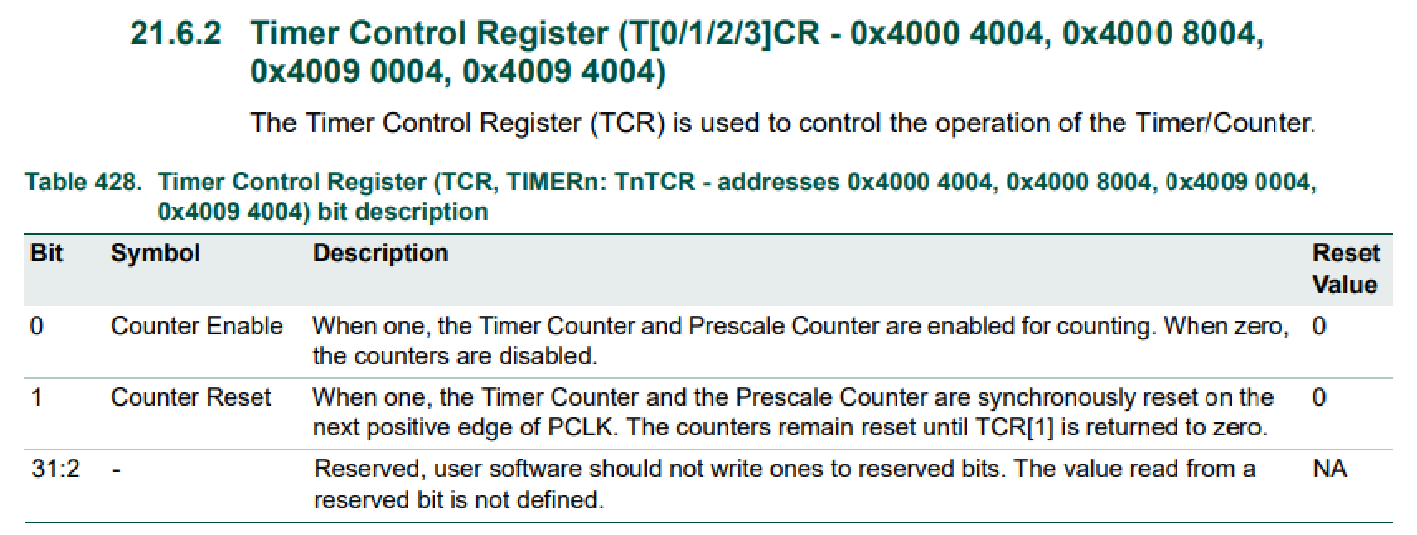 21.6.2 Timer Control Register (T[0/1/2/3]CR - 0x4000 4004, 0x4000 8004,
0x4009 0004, 0x4009 4004)
The Timer Control Register (TCR) is used to control the operation of the Timer/Counter.
Table 428. Timer Control Register (TCR, TIMERn: TnTCR - addresses 0x4000 4004, 0x4000 8004, 0x4009 0004,
0x4009 4004) bit description
Bit Symbol Description Reset
Value
0 Counter Enable When one, the Timer Counter and Prescale Counter are enabled for counting. When zero, 0
the counters are disabled.
1 Counter Reset When one, the Timer Counter and the Prescale Counter are synchronously reset on the 0
next positive edge of PCLK. The counters remain reset until TCR[1] is returned to zero.
31:2 - Reserved, user software should not write ones to reserved bits. The value read from a NA
reserved bit is not defined.